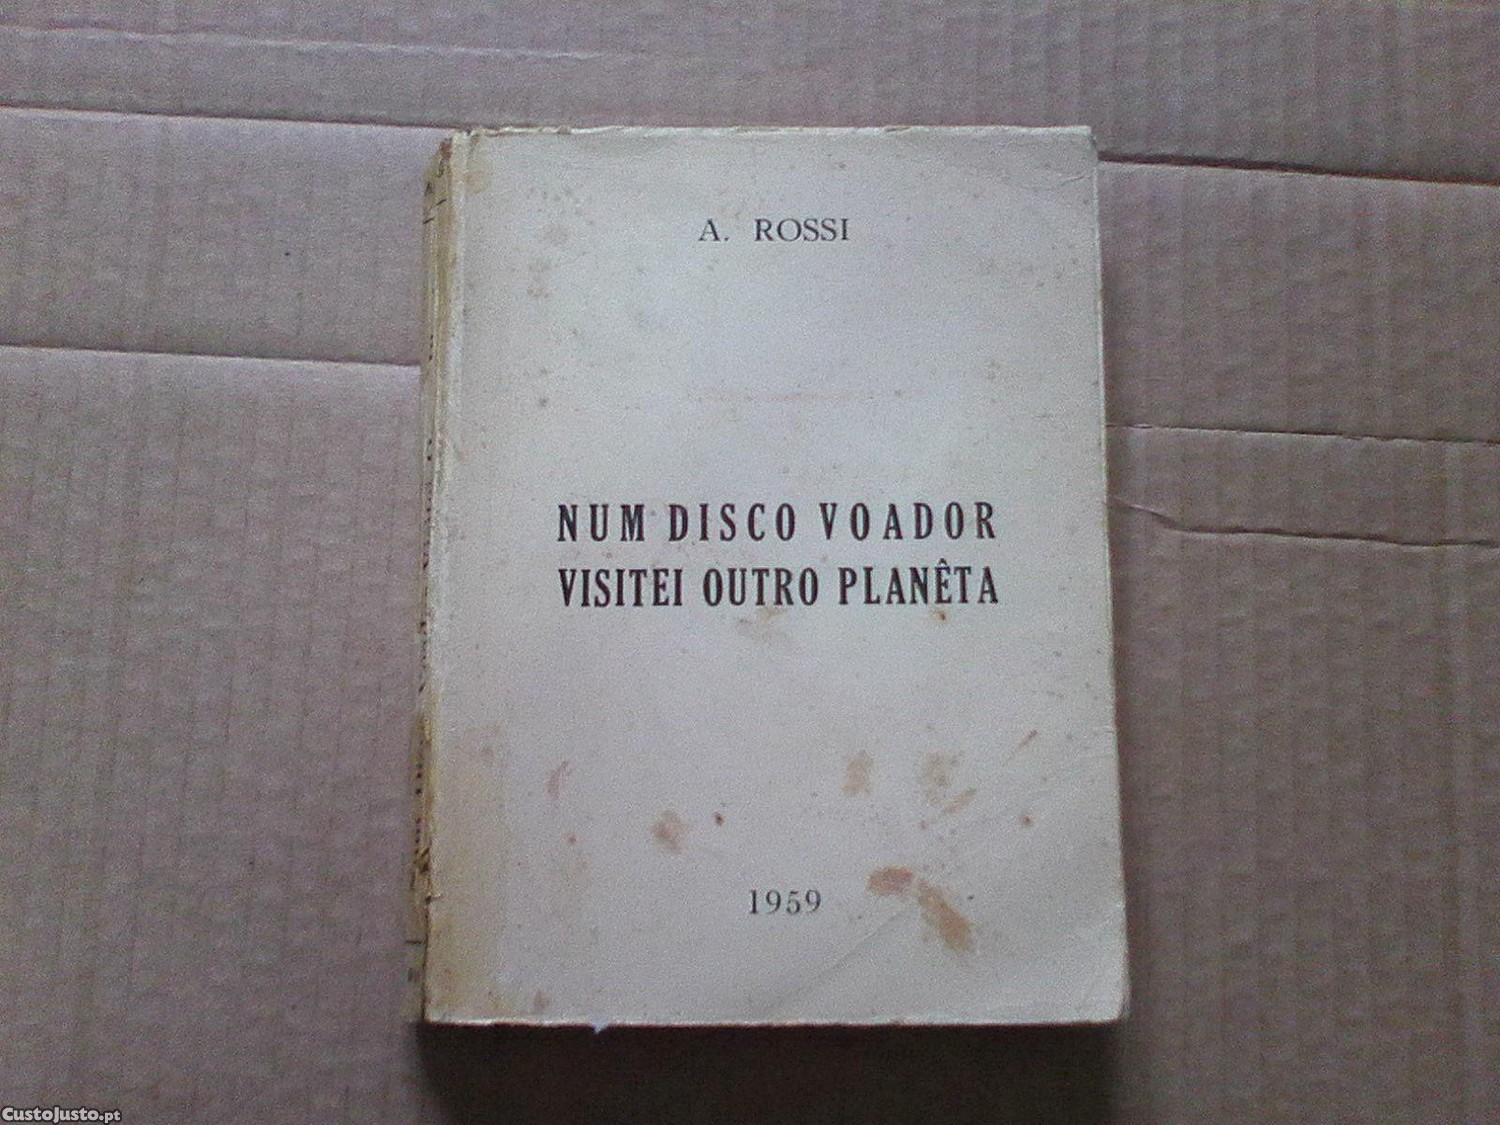 A. ROSSI
NUM DISCO VOADOR
VISITEI OUTRO PLANÊTA
1959
CustoJusto.pt